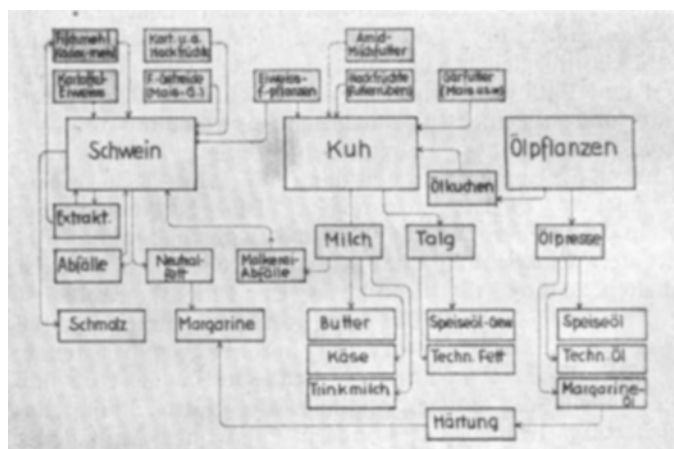 Kart. u. a.
Hackfrüchte
Amid-
Milchfutter
Kartoffel-
Eiweiss
F.-Getreide
(Mais-G.)
Eiweiss-
F-pflanzen
Hackfrüchte
(Futterrüben)
Gärfutter
(Mais usw)
Schwein
Kuh
Ölpflanzen
Ölkuchen
Extrakt.
Milch
Talg
Ölpresse
Abfälle
Neutral-
fett
Molkerei-
Abfälle
Schmalz
Margarine
Butter
Speiseöl
Käse
Techn. Fett
Techn. Öl
Trinkmilch
Margarine-
Öl
Härtung